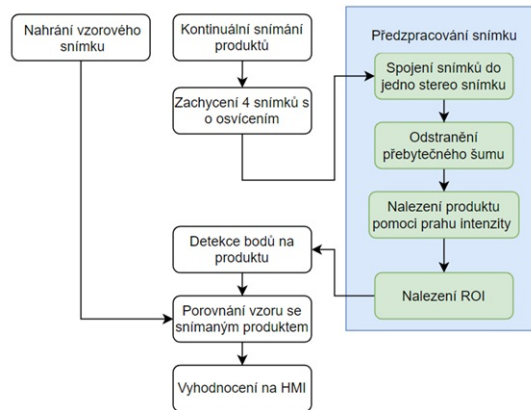 Nahrání vzorového
snímku
Kontinuální snímání
produktů
Zachycení 4 snímků s
o osvícením
Předzpracování snímku
Spojení snímků do
jedno stereo snímku
Odstranění
přebytečného šumu
Nalezení produktu
pomoci prahu intenzity
Nalezení ROI
Detekce bodů na
produktu
Porovnání vzoru se
snímaným produktem
Vyhodnocení na HMI